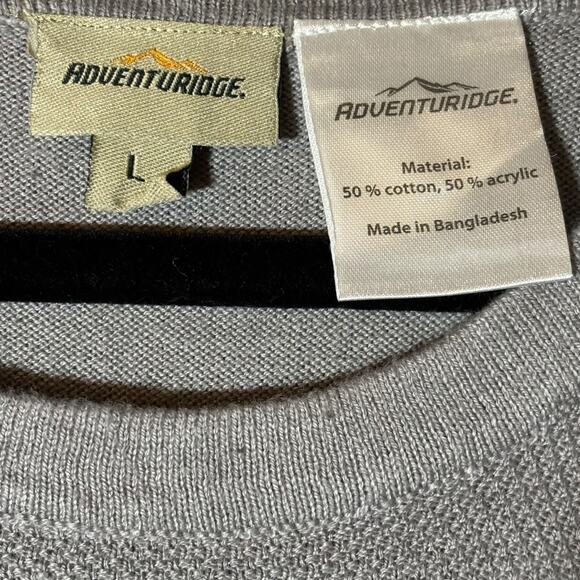 ADVENTURIDGE.
L
ADVENTURIDGE.
Material:
50 % cotton, 50 % acrylic
Made in Bangladesh